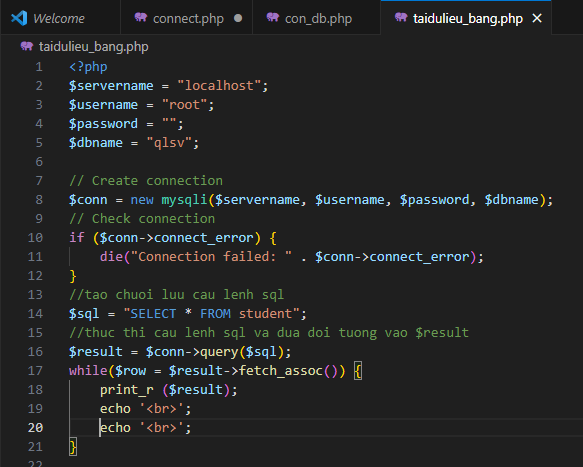 Welcome connect.php con_db.php taidulieu_bang.php
taidulieu_bang.php
1 <?php
2 $servername = "localhost";
3 $username = "root";
4 $password = "";
5 $dbname = "qlsv";
6
7 // Create connection
8 $conn = new mysqli($servername, $username, $password, $dbname);
9 // Check connection
10 if ($conn->connect_error) {
11 die("Connection failed: " . $conn->connect_error);
12 }
13 //tao chuoi luu cau lenh sql
14 $sql = "SELECT * FROM student";
15 //thuc thi cau lenh sql va dua doi tuong vao $result
16 $result = $conn->query($sql);
17 while($row = $result->fetch_assoc()) {
18 print_r ($result);
19 echo '<br>';
20 echo '<br>';
21 }
22